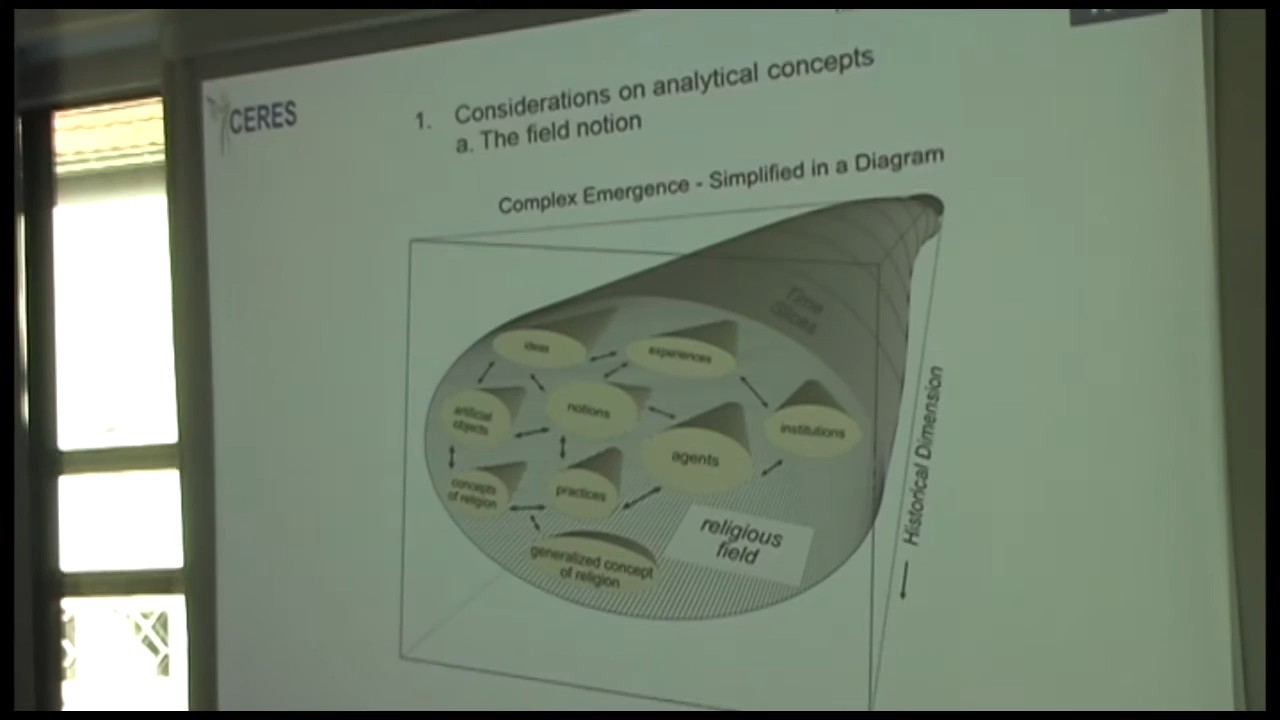 CERES
1. Considerations on analytical concepts
a. The field notion
Complex Emergence - Simplified in a Diagram
Time
Slices
ideas
experiences
artificial
objects
notions
institutions
agents
concepts
of religion
practices
religious
field
generalized concept
of religion
Historical Dimension